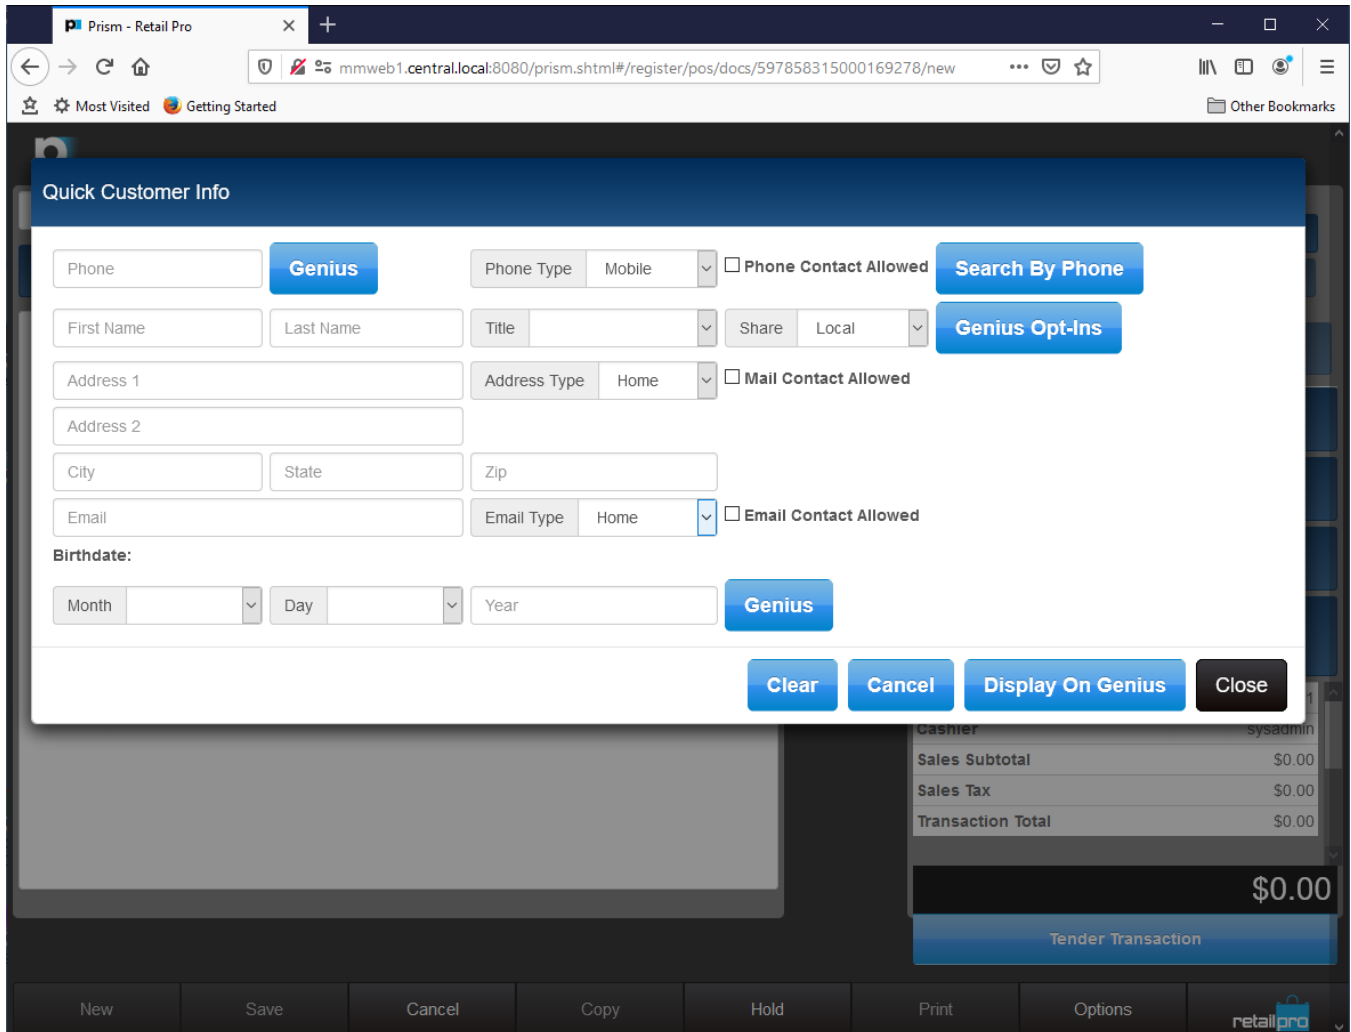 Prism - Retail Pro
mmweb1.central.local:8080/prism.shtml#/register/pos/docs/597858315000169278/new
Most Visited Getting Started Other Bookmarks
p
Quick Customer Info
Phone Genius Phone Type Mobile Phone Contact Allowed Search By Phone
First Name Last Name Title Share Local Genius Opt-Ins
Address 1 Address Type Home Mail Contact Allowed
Address 2
City State Zip
Email Email Type Home Email Contact Allowed
Birthdate:
Month Day Year Genius
Clear Cancel Display On Genius Close
1
Cashier sysadmin
Sales Subtotal $0.00
Sales Tax $0.00
Transaction Total $0.00
$0.00
Tender Transaction
New Save Cancel Copy Hold Print Options retailpro